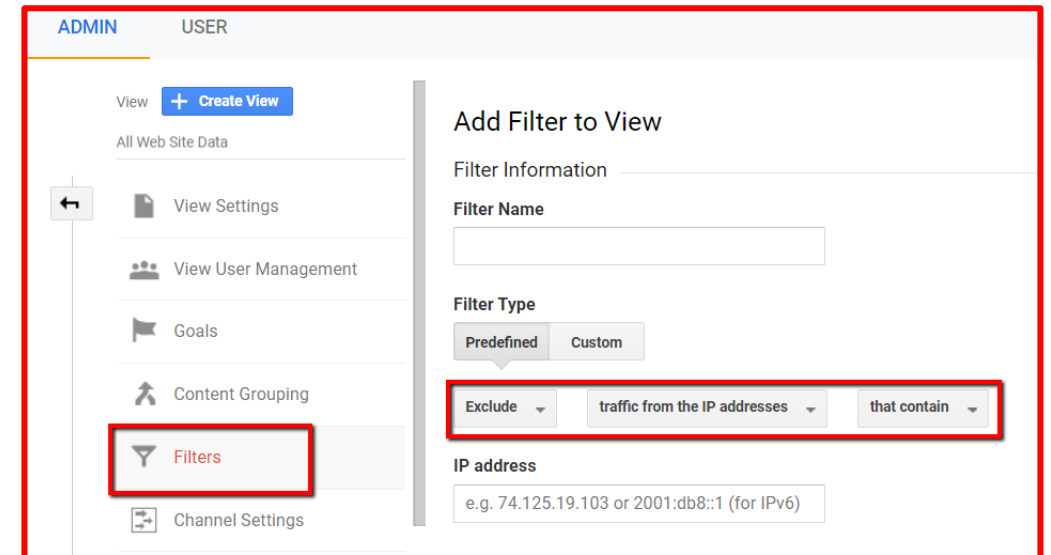 ADMIN USER
View + Create View
All Web Site Data
View Settings
View User Management
Goals
Content Grouping
Filters
Channel Settings
Add Filter to View
Filter Information
Filter Name
Filter Type
Predefined Custom
Exclude traffic from the IP addresses that contain
IP address
e.g. 74.125.19.103 or 2001:db8::1 (for IPv6)